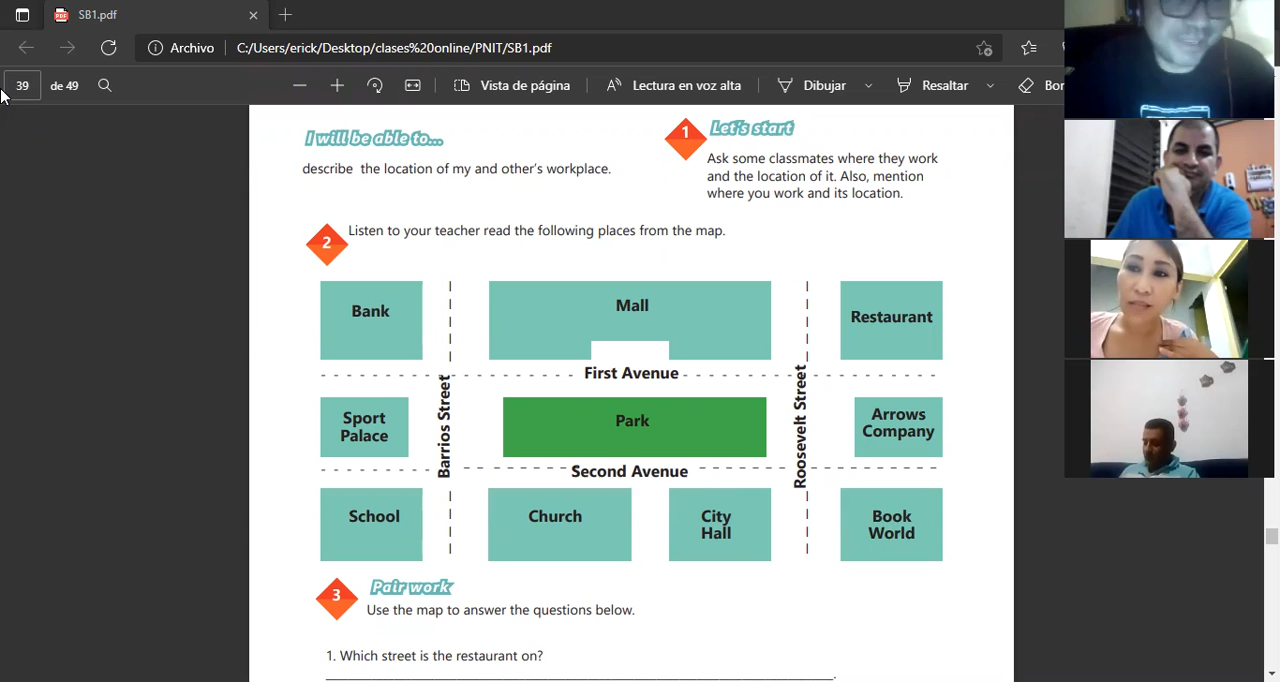 SB1.pdf
Archivo C:/Users/erick/Desktop/clases%20online/PNIT/SB1.pdf
39 de 49 Vista de página Lectura en voz alta Dibujar Resaltar Bor
I will be able to...
describe the location of my and other's workplace.
1 Let's start
Ask some classmates where they work
and the location of it. Also, mention
where you work and its location.
2 Listen to your teacher read the following places from the map.
Bank
Mall
Restaurant
First Avenue
Barrios Street
Roosevelt Street
Sport
Palace
Park
Arrows
Company
Second Avenue
School
Church
City
Hall
Book
World
3 Pair work
Use the map to answer the questions below.
1. Which street is the restaurant on?